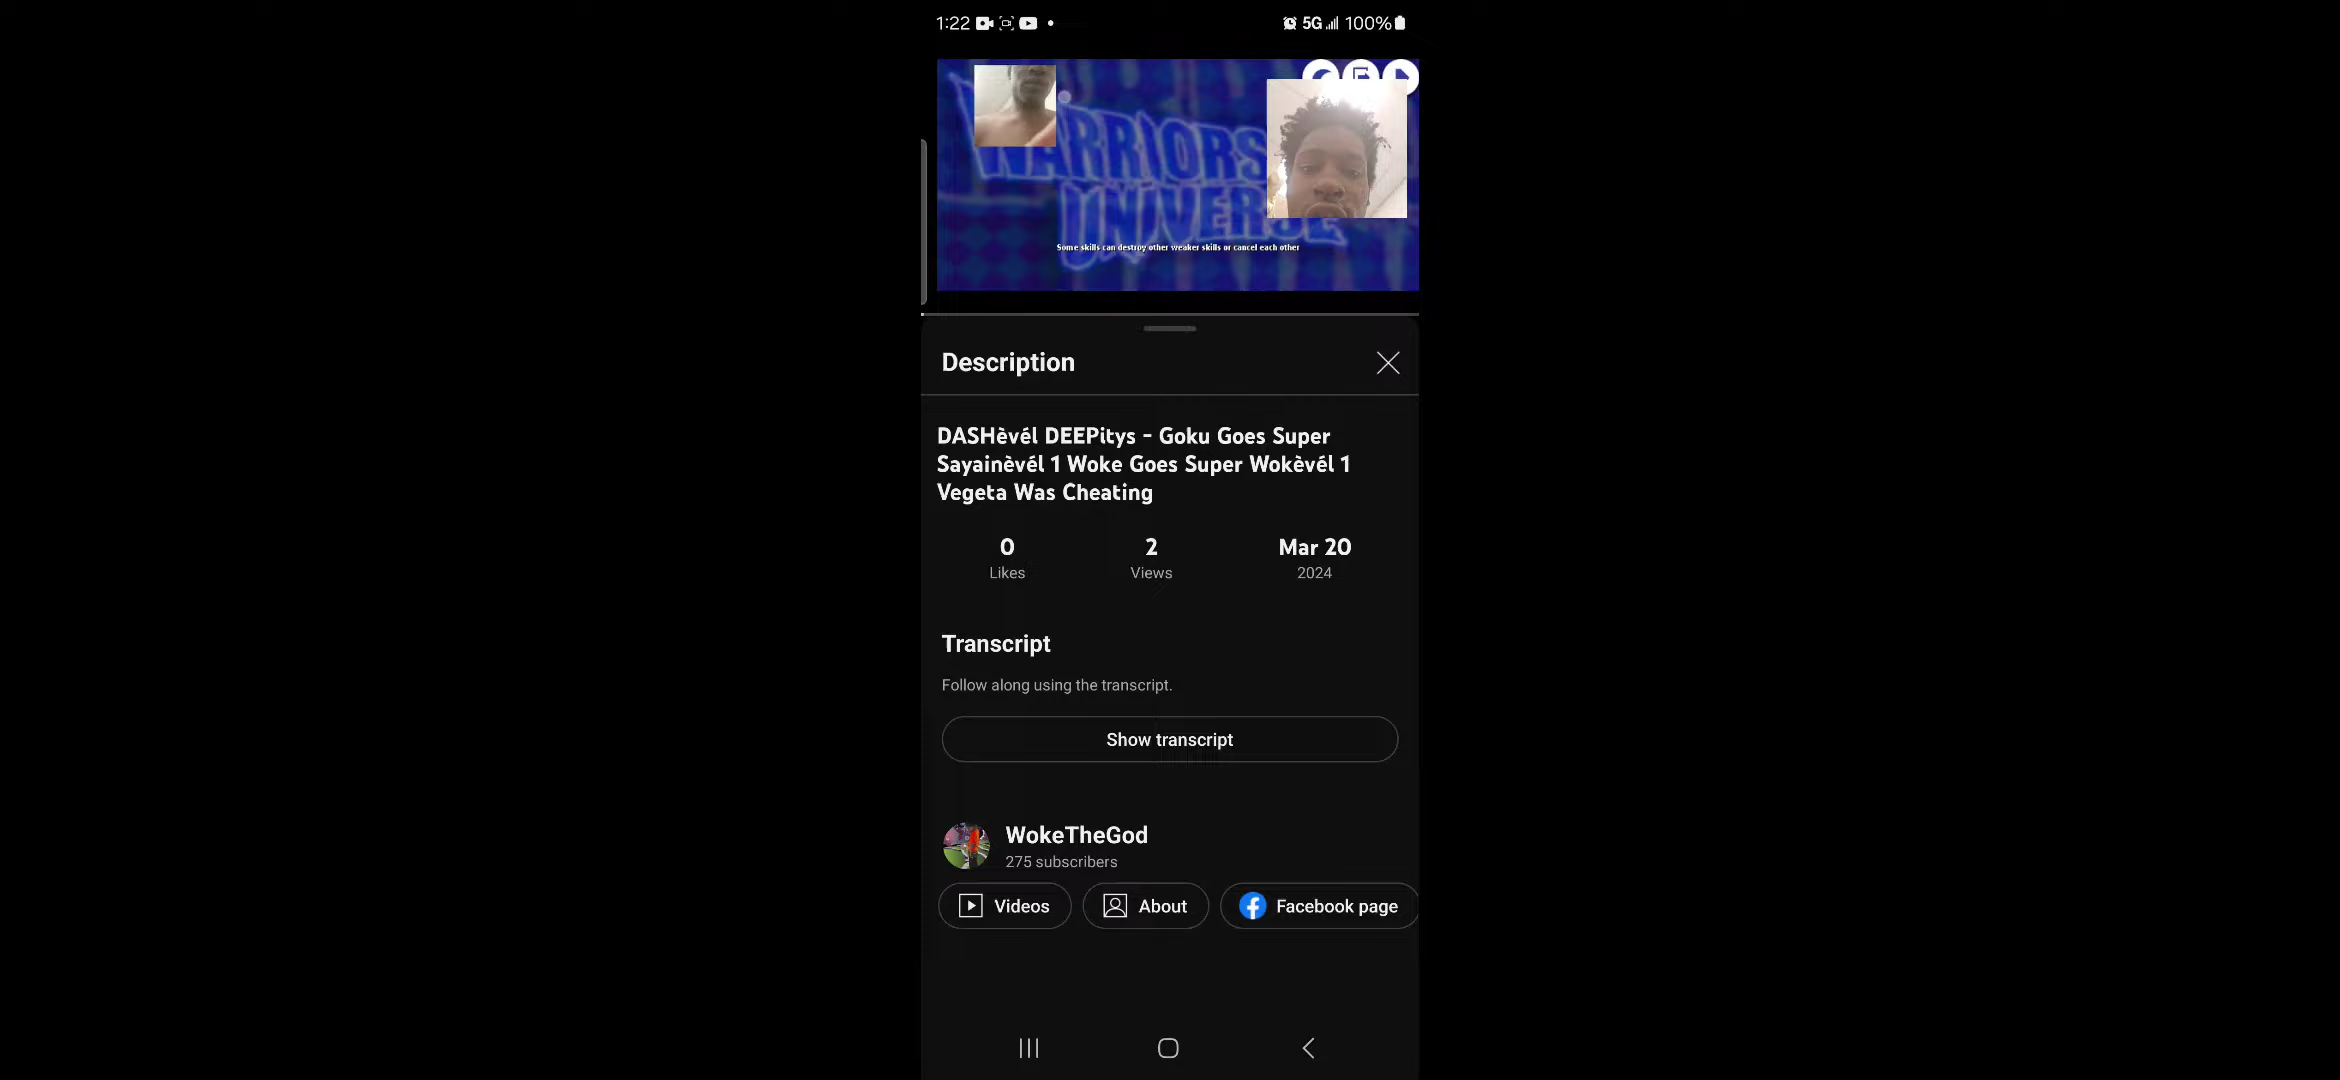 1:22
5G 100%
WARRIORS
UNIVERSE
Some skills can destroy other weaker skills or cancel each other
Description
DASHèvél DEEPitys - Goku Goes Super
Sayainèvél 1 Woke Goes Super Wokèvél 1
Vegeta Was Cheating
0 2 Mar 20
Likes Views 2024
Transcript
Follow along using the transcript.
Show transcript
WokeTheGod
275 subscribers
Videos About Facebook page